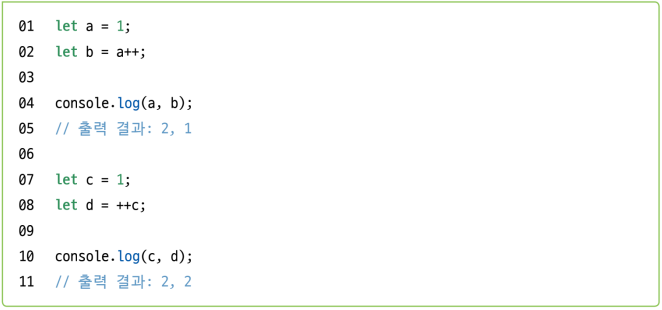 01 let a = 1;
02 let b = a++;
03
04 console.log(a, b);
05 // 출력 결과: 2, 1
06
07 let c = 1;
08 let d = ++c;
09
10 console.log(c, d);
11 // 출력 결과: 2, 2